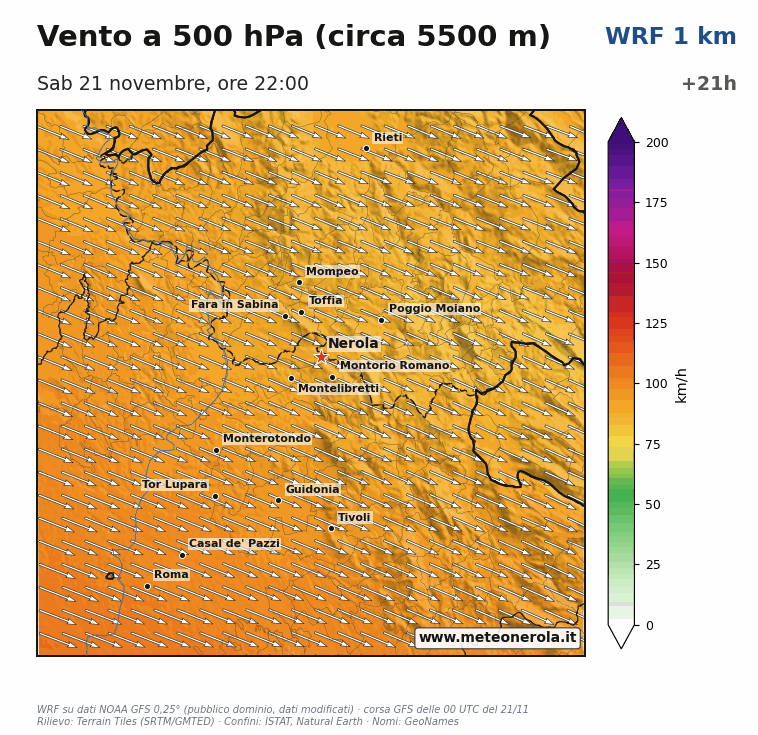 Vento a 500 hPa (circa 5500 m)
WRF 1 km
Sab 21 novembre, ore 22:00
+21h
Rieti
Mompeo
Fara in Sabina
Toffia
Poggio Moiano
Nerola
Montorio Romano
Montelibretti
Monterotondo
Tor Lupara
Guidonia
Tivoli
Casal de' Pazzi
Roma
www.meteonerola.it
200
175
150
125
100
75
50
25
0
km/h
WRF su dati NOAA GFS 0,25° (pubblico dominio, dati modificati) · corsa GFS delle 00 UTC del 21/11
Rilievo: Terrain Tiles (SRTM/GMTED) · Confini: ISTAT, Natural Earth · Nomi: GeoNames